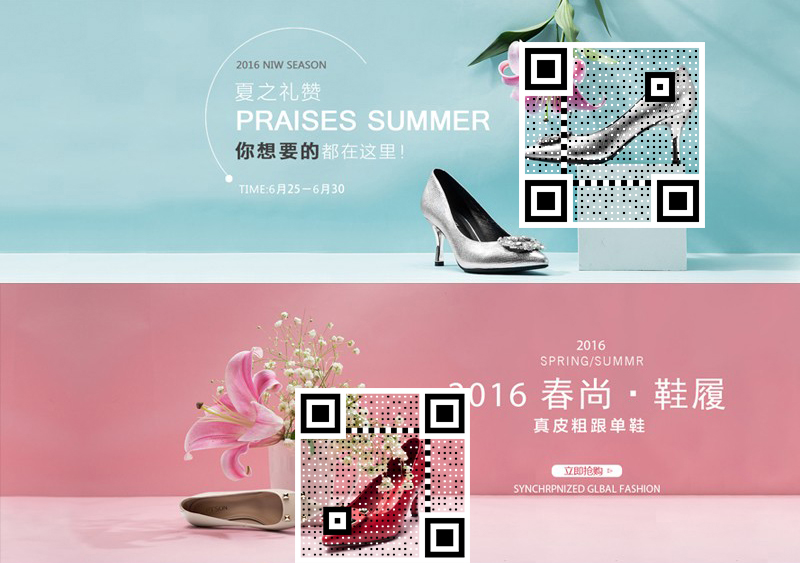 2016 NIW SEASON
夏之礼赞
PRAISES SUMMER
你想要的都在这里!
TIME:6月25-6月30
2016
SPRING/SUMMR
2016 春尚·鞋履
真皮粗跟单鞋
立即抢购
SYNCHRPNIZED GLBAL FASHION